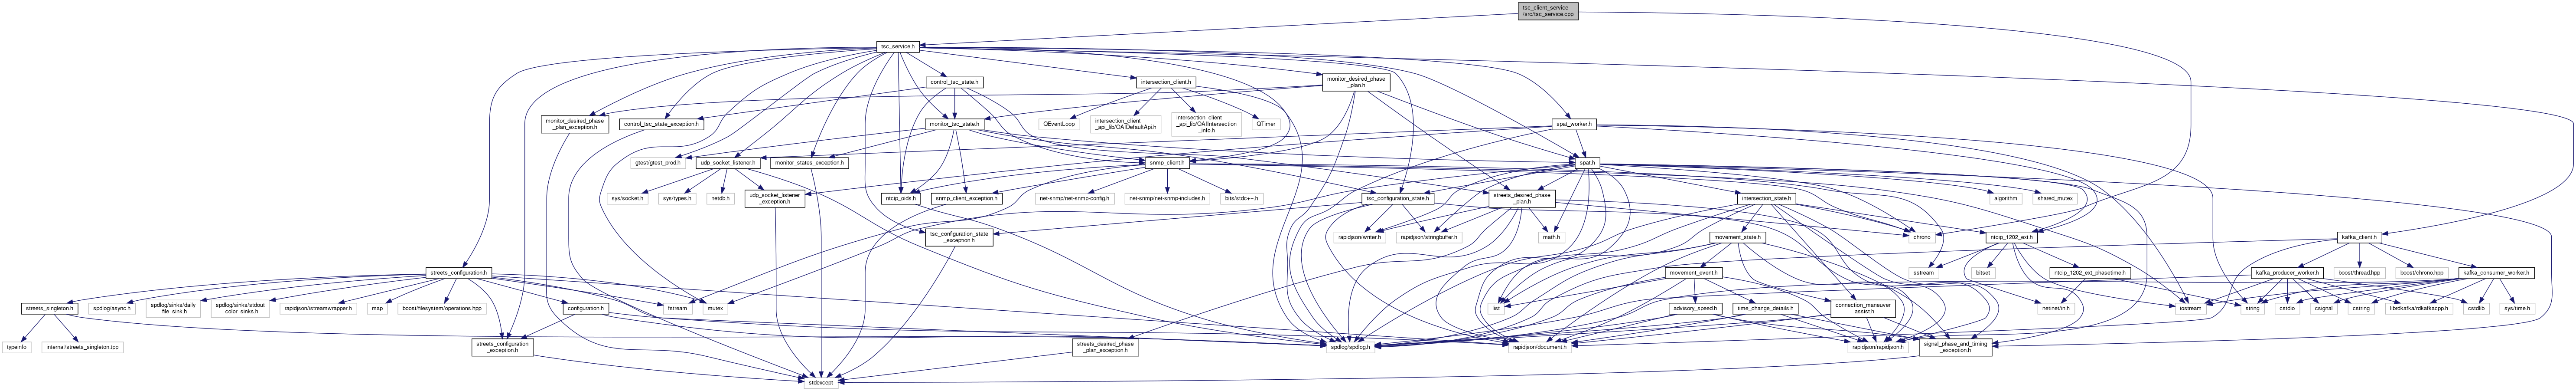 tsc_client_service
/src/tsc_service.cpp
tsc_service.h
control_tsc_state.h
intersection_client.h
monitor_desired_phase
_plan.h
monitor_desired_phase
_plan_exception.h
control_tsc_state_exception.h
monitor_tsc_state.h
QEventLoop
intersection_client
_api_lib/OAIDefaultApi.h
intersection_client
_api_lib/OAIIntersection
_info.h
QTimer
spat_worker.h
gtest/gtest_prod.h
udp_socket_listener.h
monitor_states_exception.h
snmp_client.h
spat.h
sys/socket.h
sys/types.h
netdb.h
udp_socket_listener
_exception.h
ntcip_oids.h
snmp_client_exception.h
net-snmp/net-snmp-config.h
net-snmp/net-snmp-includes.h
bits/stdc++.h
tsc_configuration_state.h
streets_desired_phase
_plan.h
intersection_state.h
algorithm
shared_mutex
tsc_configuration_state
_exception.h
rapidjson/writer.h
rapidjson/stringbuffer.h
math.h
movement_state.h
chrono
ntcip_1202_ext.h
kafka_client.h
streets_configuration.h
movement_event.h
sstream
bitset
ntcip_1202_ext_phasetime.h
kafka_producer_worker.h
boost/thread.hpp
boost/chrono.hpp
kafka_consumer_worker.h
streets_singleton.h
spdlog/async.h
spdlog/sinks/daily
_file_sink.h
spdlog/sinks/stdout
_color_sinks.h
rapidjson/istreamwrapper.h
map
boost/filesystem/operations.hpp
configuration.h
fstream
mutex
list
advisory_speed.h
time_change_details.h
connection_maneuver
_assist.h
netinet/in.h
iostream
string
cstdio
csignal
cstring
librdkafka/rdkafkacpp.h
cstdlib
sys/time.h
typeinfo
internal/streets_singleton.tpp
streets_configuration
_exception.h
spdlog/spdlog.h
streets_desired_phase
_plan_exception.h
rapidjson/document.h
rapidjson/rapidjson.h
signal_phase_and_timing
_exception.h
stdexcept